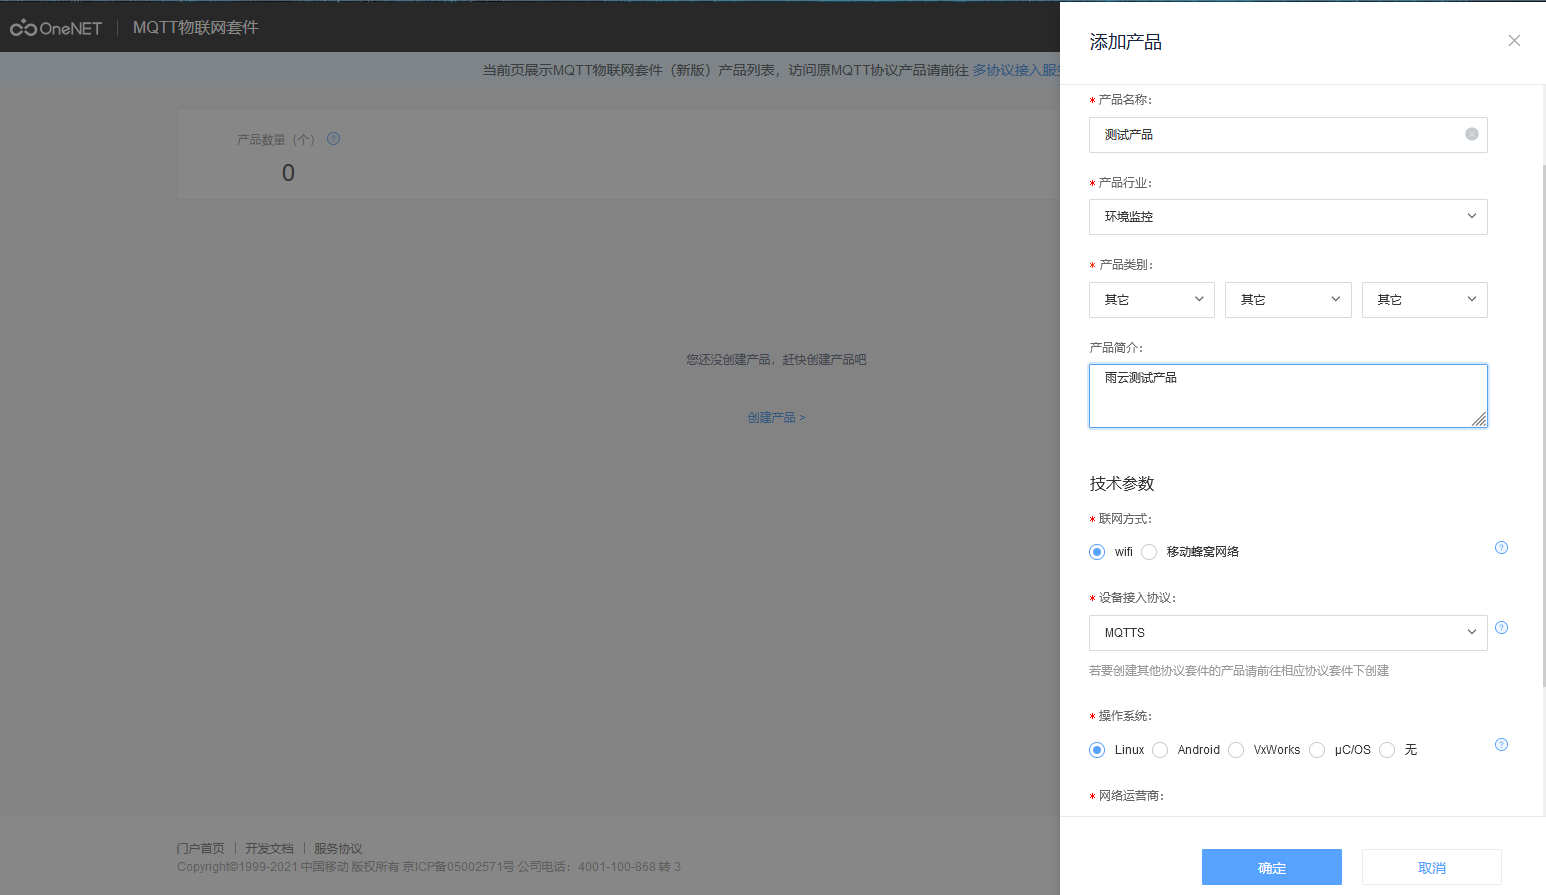 OneNET
MQTT物联网套件
当前页展示MQTT物联网套件（新版）产品列表，访问原MQTT协议产品请前往 多协议接入服
产品数量（个）
0
您还没创建产品，赶快创建产品吧
创建产品 >
门户首页 | 开发文档 | 服务协议
Copyright©1999-2021 中国移动 版权所有 京ICP备05002571号 公司电话：4001-100-868 转 3
添加产品
* 产品名称:
测试产品
* 产品行业:
环境监控
* 产品类别:
其它 其它 其它
产品简介:
雨云测试产品
技术参数
* 联网方式:
wifi 移动蜂窝网络
* 设备接入协议:
MQTTS
若要创建其他协议套件的产品请前往相应协议套件下创建
* 操作系统:
Linux Android VxWorks μC/OS 无
* 网络运营商:
确定 取消